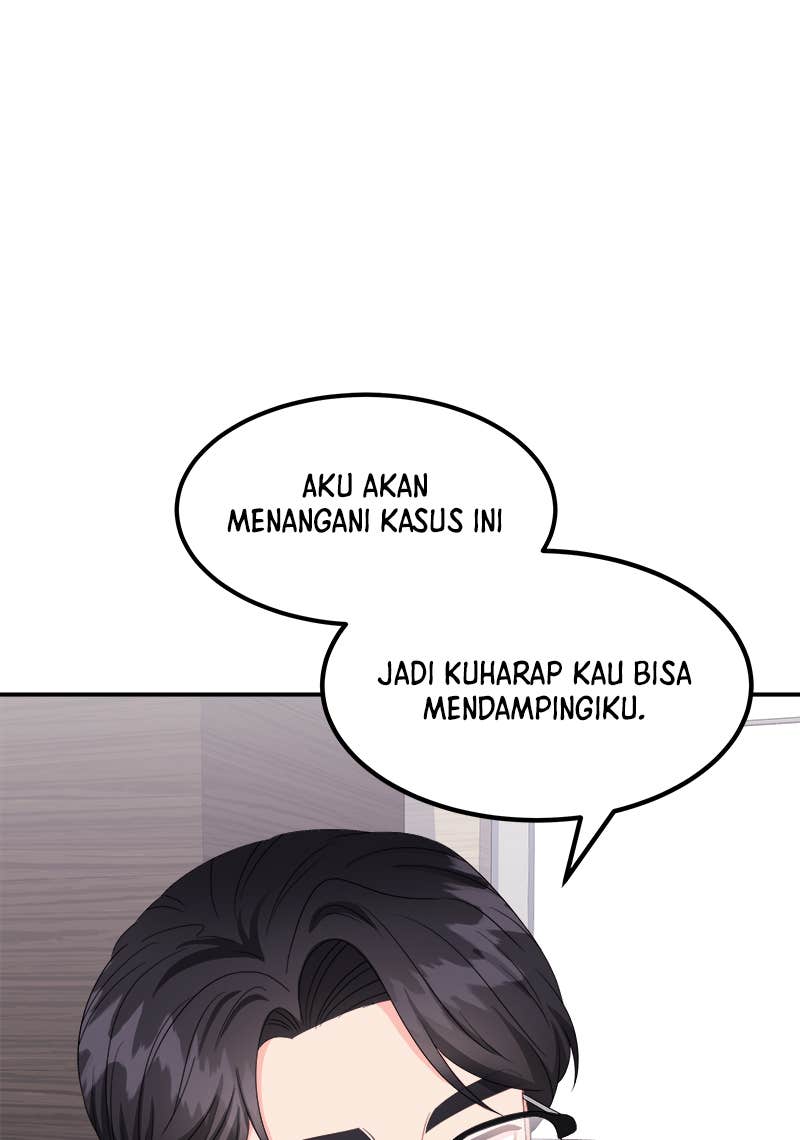 AKU AKAN
MENANGANI KASUS INI
JADI KUHARAP KAU BISA
MENDAMPINGIKU.